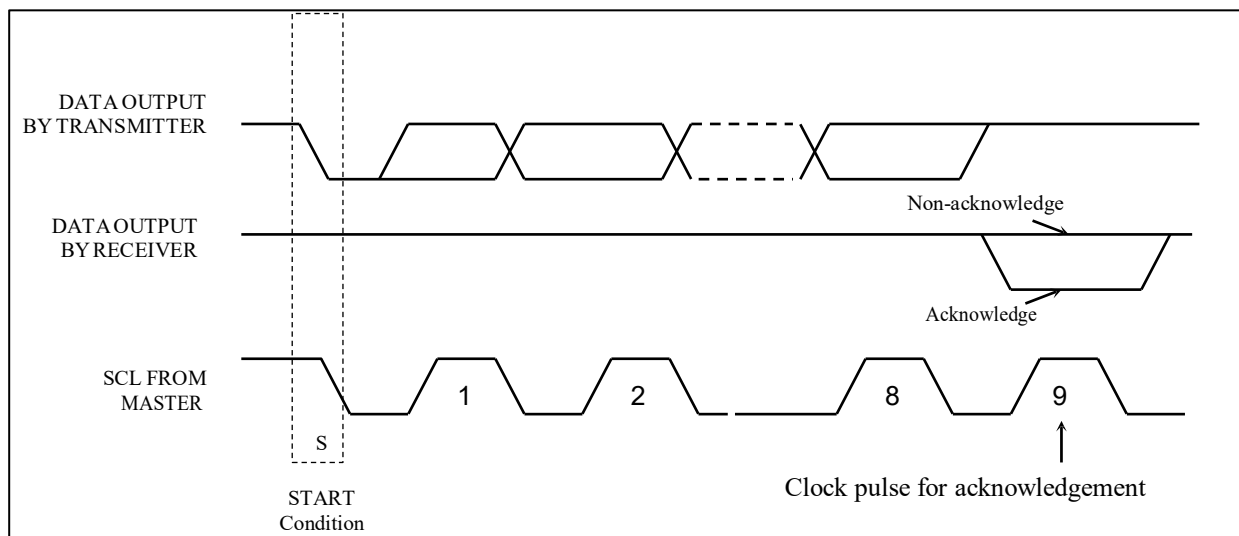 DATA OUTPUT
BY TRANSMITTER
Non-acknowledge
DATA OUTPUT
BY RECEIVER
Acknowledge
SCL FROM
MASTER
1
2
8
9
S
START
Condition
Clock pulse for acknowledgement